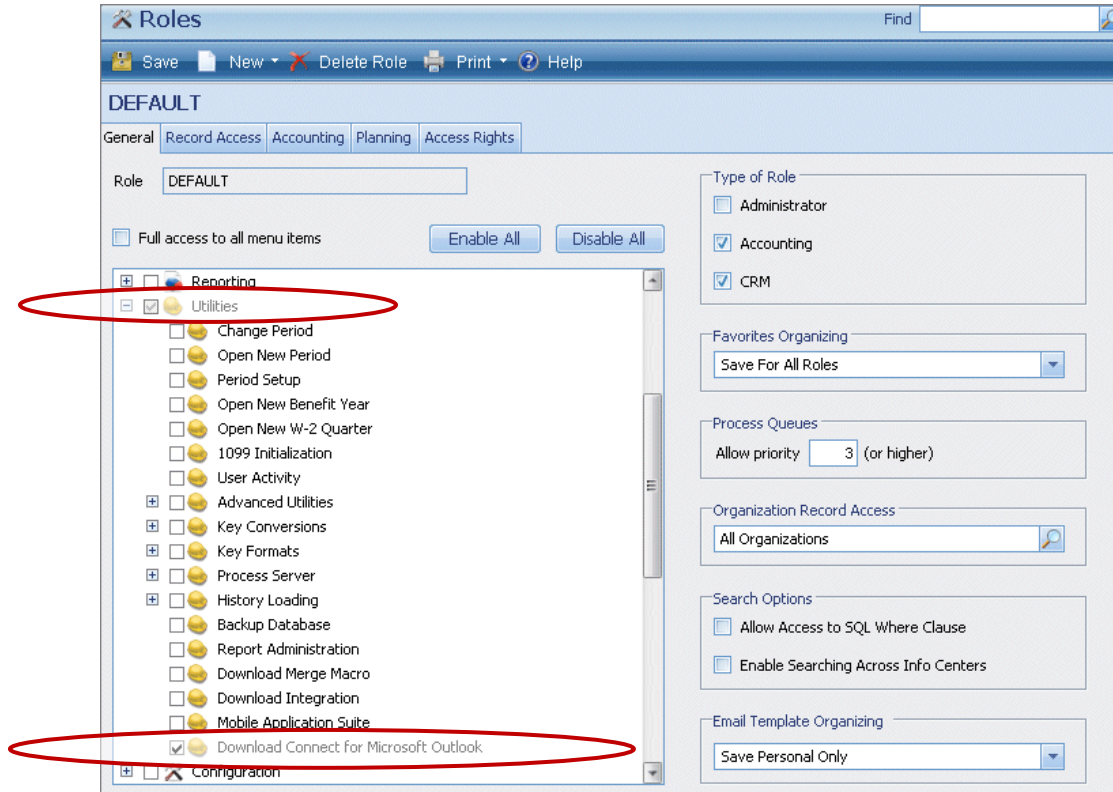 Roles
Find
Save New Delete Role Print Help
DEFAULT
General Record Access Accounting Planning Access Rights
Role DEFAULT
Full access to all menu items
Enable All Disable All
Reporting
Utilities
Change Period
Open New Period
Period Setup
Open New Benefit Year
Open New W-2 Quarter
1099 Initialization
User Activity
Advanced Utilities
Key Conversions
Key Formats
Process Server
History Loading
Backup Database
Report Administration
Download Merge Macro
Download Integration
Mobile Application Suite
Download Connect for Microsoft Outlook
Configuration
Type of Role
Administrator
Accounting
CRM
Favorites Organizing
Save For All Roles
Process Queues
Allow priority 3 (or higher)
Organization Record Access
All Organizations
Search Options
Allow Access to SQL Where Clause
Enable Searching Across Info Centers
Email Template Organizing
Save Personal Only